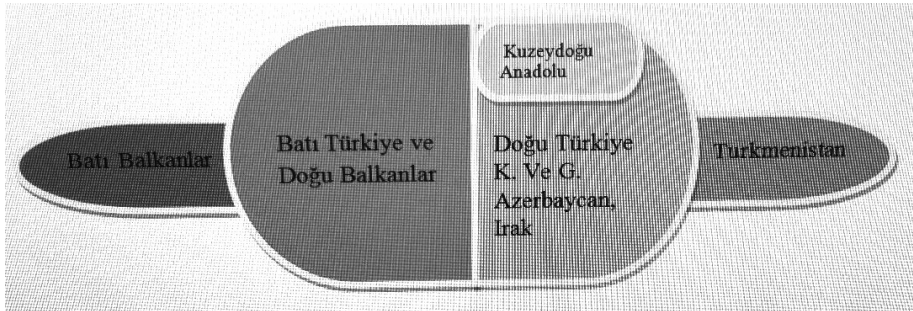 Kuzeydoğu
Anadolu
Batı Balkanlar
Batı Türkiye ve
Doğu Balkanlar
Doğu Türkiye
K. Ve G.
Azerbaycan,
Irak
Turkmenistan